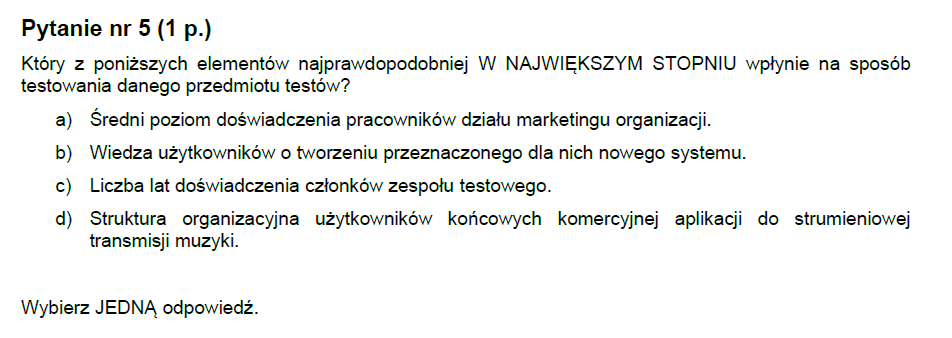 Pytanie nr 5 (1 p.)
Który z poniższych elementów najprawdopodobniej W NAJWIĘKSZYM STOPNIU wpłynie na sposób
testowania danego przedmiotu testów?
a) Średni poziom doświadczenia pracowników działu marketingu organizacji.
b) Wiedza użytkowników o tworzeniu przeznaczonego dla nich nowego systemu.
c) Liczba lat doświadczenia członków zespołu testowego.
d) Struktura organizacyjna użytkowników końcowych komercyjnej aplikacji do strumieniowej
transmisji muzyki.
Wybierz JEDNĄ odpowiedź.